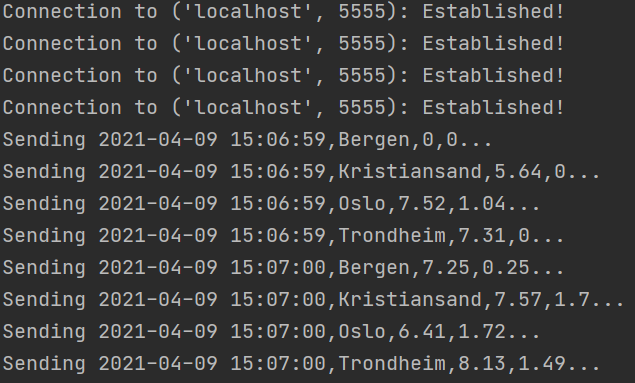 Connection to ('localhost', 5555): Established!
Connection to ('localhost', 5555): Established!
Connection to ('localhost', 5555): Established!
Connection to ('localhost', 5555): Established!
Sending 2021-04-09 15:06:59,Bergen,0,0...
Sending 2021-04-09 15:06:59,Kristiansand,5.64,0...
Sending 2021-04-09 15:06:59,Oslo,7.52,1.04...
Sending 2021-04-09 15:06:59,Trondheim,7.31,0...
Sending 2021-04-09 15:07:00,Bergen,7.25,0.25...
Sending 2021-04-09 15:07:00,Kristiansand,7.57,1.7...
Sending 2021-04-09 15:07:00,Oslo,6.41,1.72...
Sending 2021-04-09 15:07:00,Trondheim,8.13,1.49...